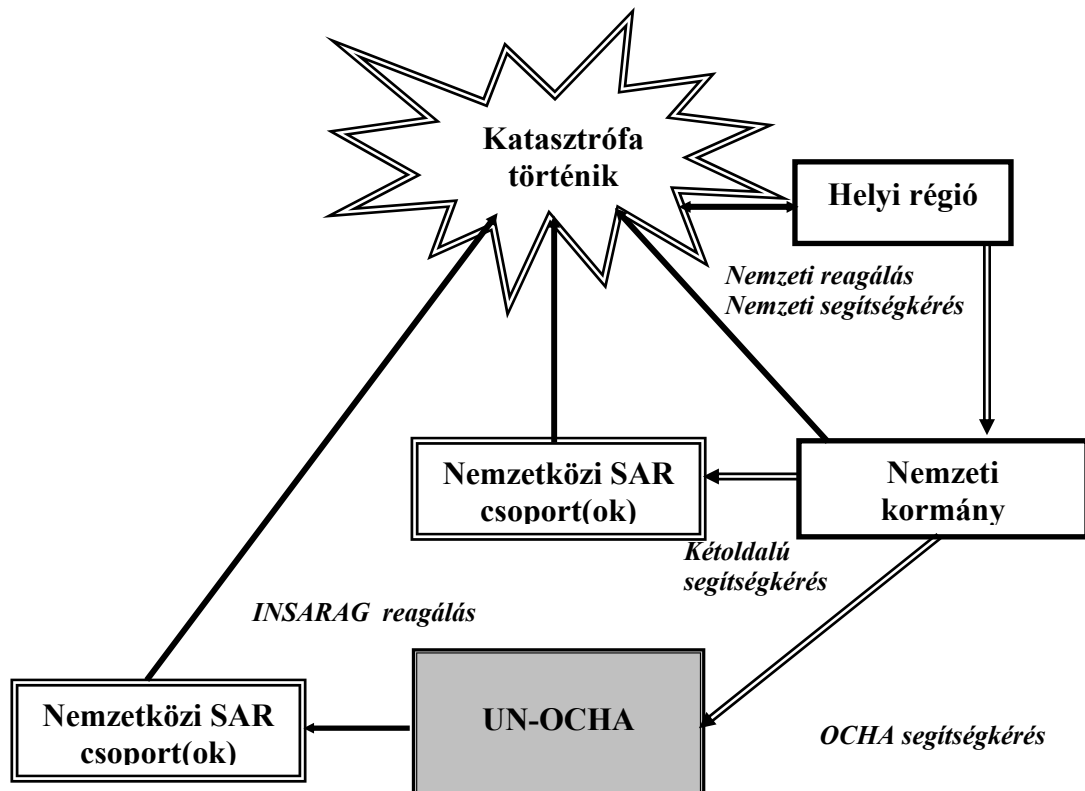 Katasztrófa
történik
Helyi régió
Nemzeti reagálás
Nemzeti segítségkérés
Nemzetközi SAR
csoport(ok)
Nemzeti
kormány
Kétoldalú
segítségkérés
INSARAG reagálás
Nemzetközi SAR
csoport(ok)
UN-OCHA
OCHA segítségkérés